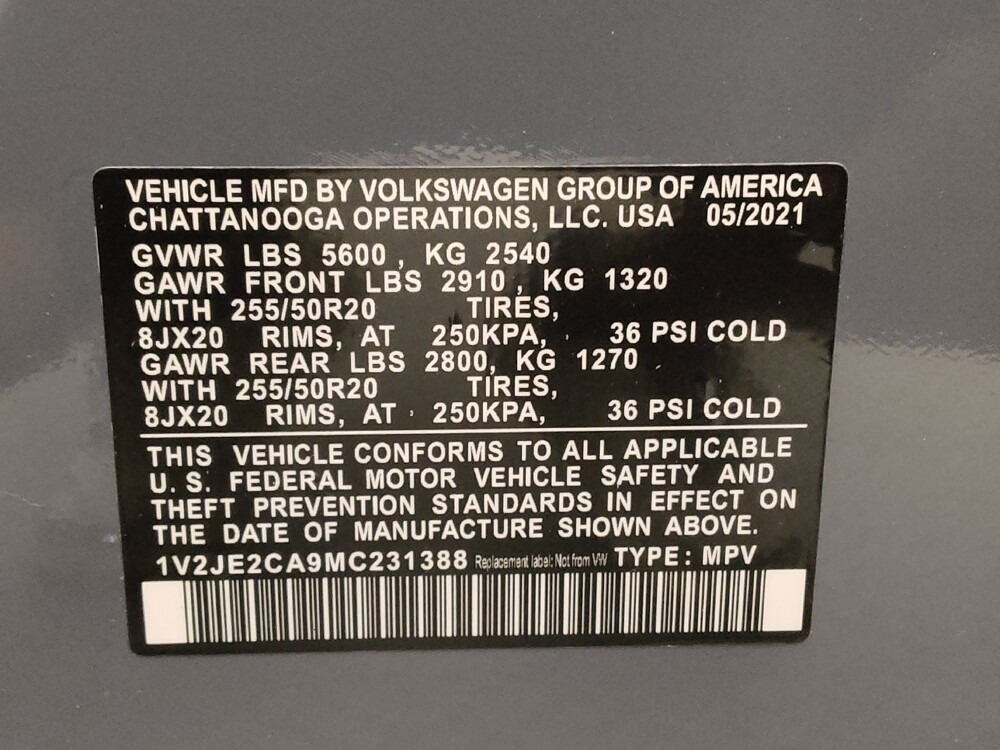 VEHICLE MFD BY VOLKSWAGEN GROUP OF AMERICA
CHATTANOOGA OPERATIONS, LLC. USA 05/2021
GVWR LBS 5600 , KG 2540
GAWR FRONT LBS 2910 , KG 1320
WITH 255/50R20 TIRES,
8JX20 RIMS, AT 250KPA, 36 PSI COLD
GAWR REAR LBS 2800, KG 1270
WITH 255/50R20 TIRES,
8JX20 RIMS, AT 250KPA, 36 PSI COLD
THIS VEHICLE CONFORMS TO ALL APPLICABLE
U. S. FEDERAL MOTOR VEHICLE SAFETY AND
THEFT PREVENTION STANDARDS IN EFFECT ON
THE DATE OF MANUFACTURE SHOWN ABOVE.
1V2JE2CA9MC231388 Replacement label: Not from VW TYPE: MPV